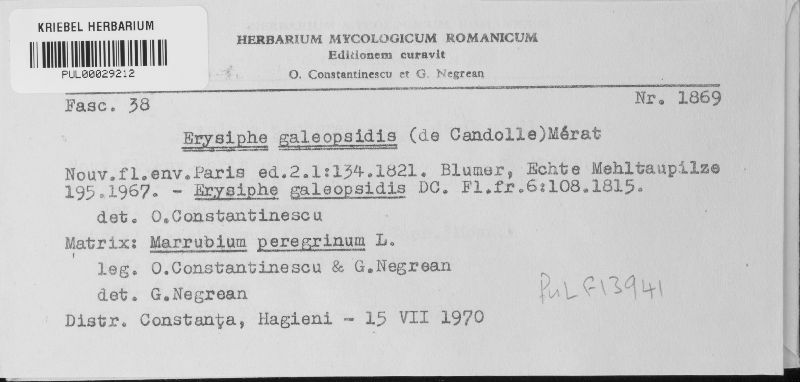 KRIEBEL HERBARIUM
PUL00029212
HERBARIUM MYCOLOGICUM ROMANICUM
Editionem curavit
O. Constantinescu et G. Negrean
Fasc. 38
Nr. 1869
Erysiphe galeopsidis (de Candolle)Mérat
Nouv.fl.env.Paris ed.2.1:134.1821. Blumer, Echte Mehltaupilze
195.1967. - Erysiphe galeopsidis DC. Fl.fr.6:108.1815.
det. O.Constantinescu
Matrix: Marrubium peregrinum L.
leg. O.Constantinescu & G.Negrean
det. G.Negrean
PUL F13941
Distr. Constanţa, Hagieni - 15 VII 1970